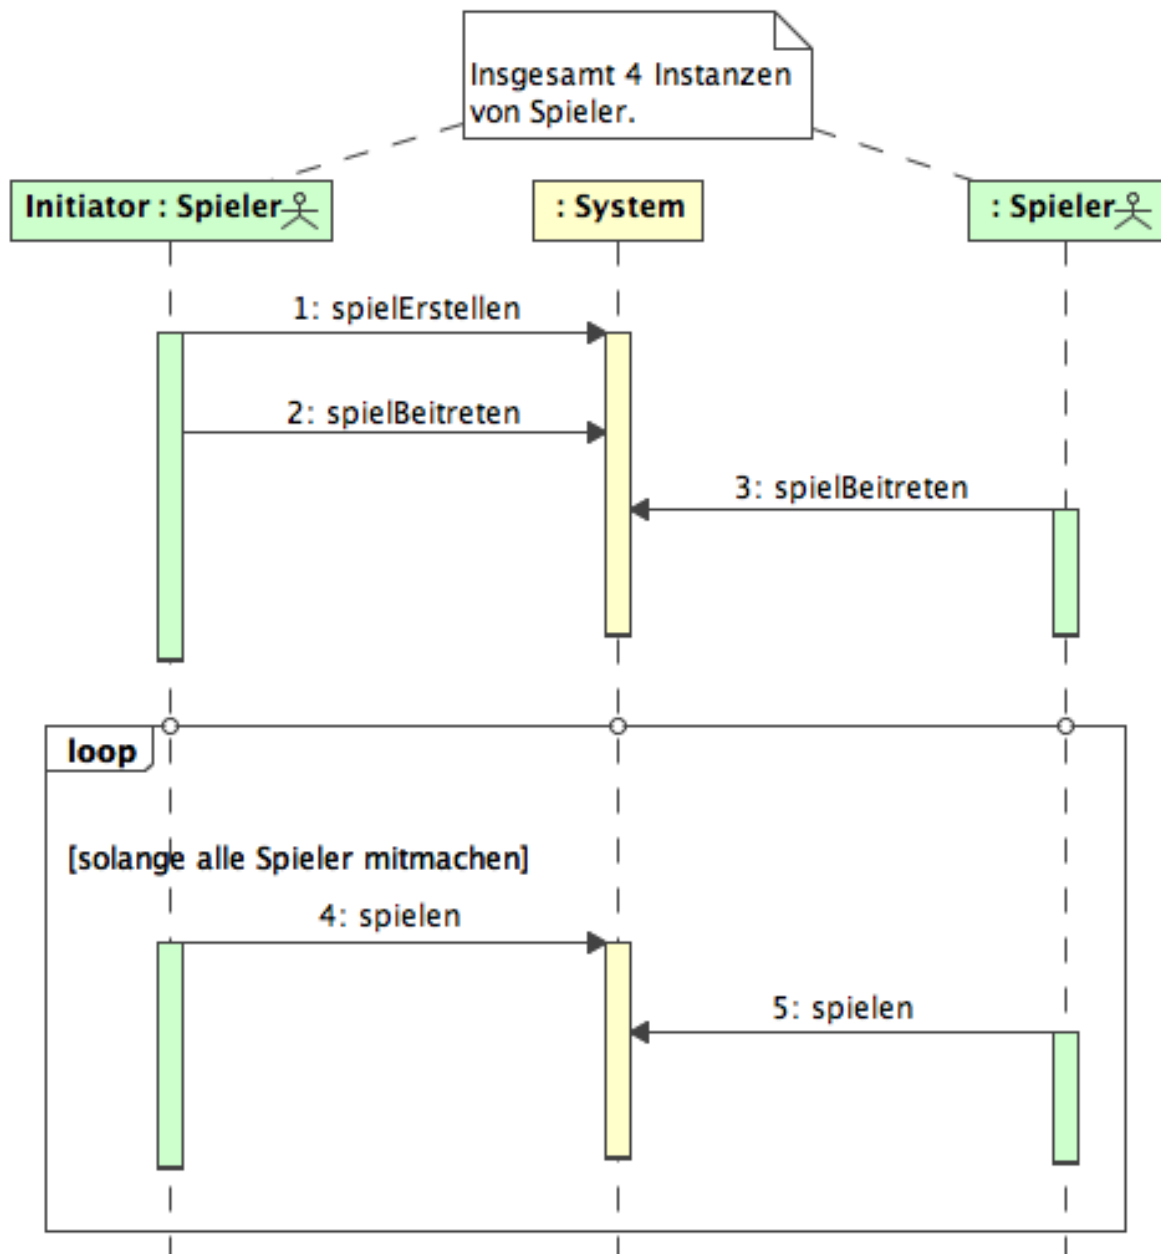 Insgesamt 4 Instanzen
von Spieler.
Initiator : Spieler
: System
: Spieler
1: spielErstellen
2: spielBeitreten
3: spielBeitreten
loop
[solange alle Spieler mitmachen]
4: spielen
5: spielen